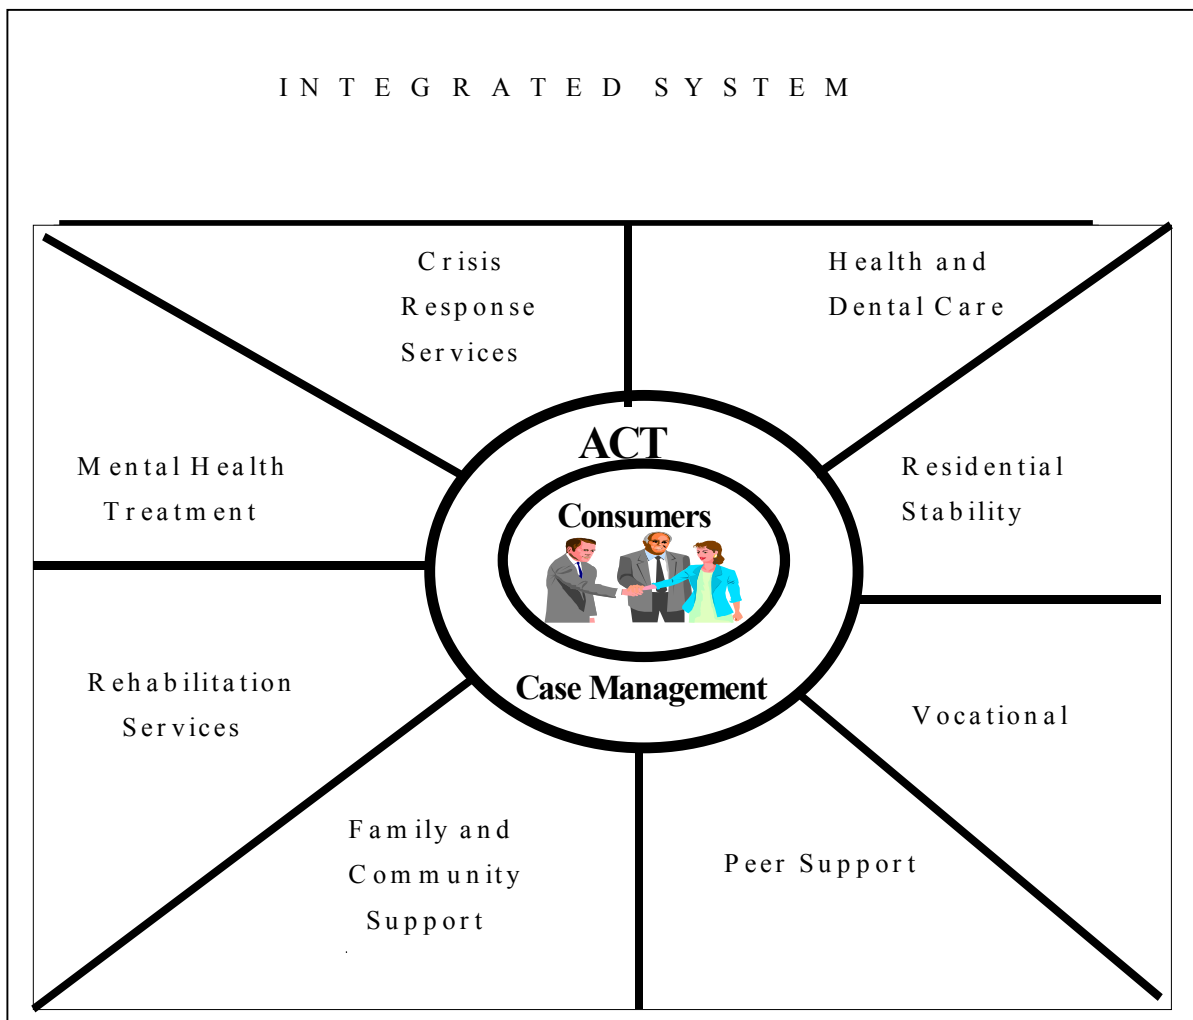 INTEGRATED SYSTEM
Crisis
Response
Services
Health and
Dental Care
Mental Health
Treatment
ACT
Consumers
Residential
Stability
Rehabilitation
Services
Case Management
Vocational
Family and
Community
Support
.
Peer Support